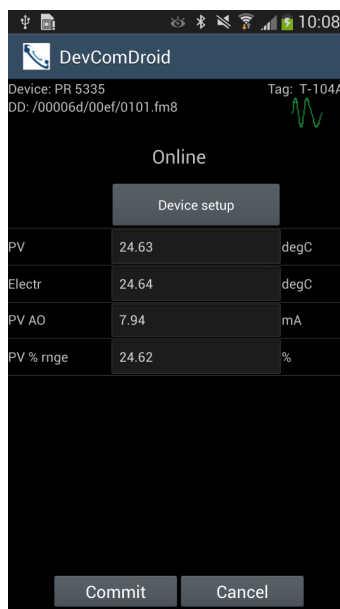 10:08
DevComDroid
Device: PR 5335 Tag: T-104A
DD: /00006d/00ef/0101.fm8
Online
Device setup
PV 24.63 degC
Electr 24.64 degC
PV AO 7.94 mA
PV % rnge 24.62 %
Commit Cancel